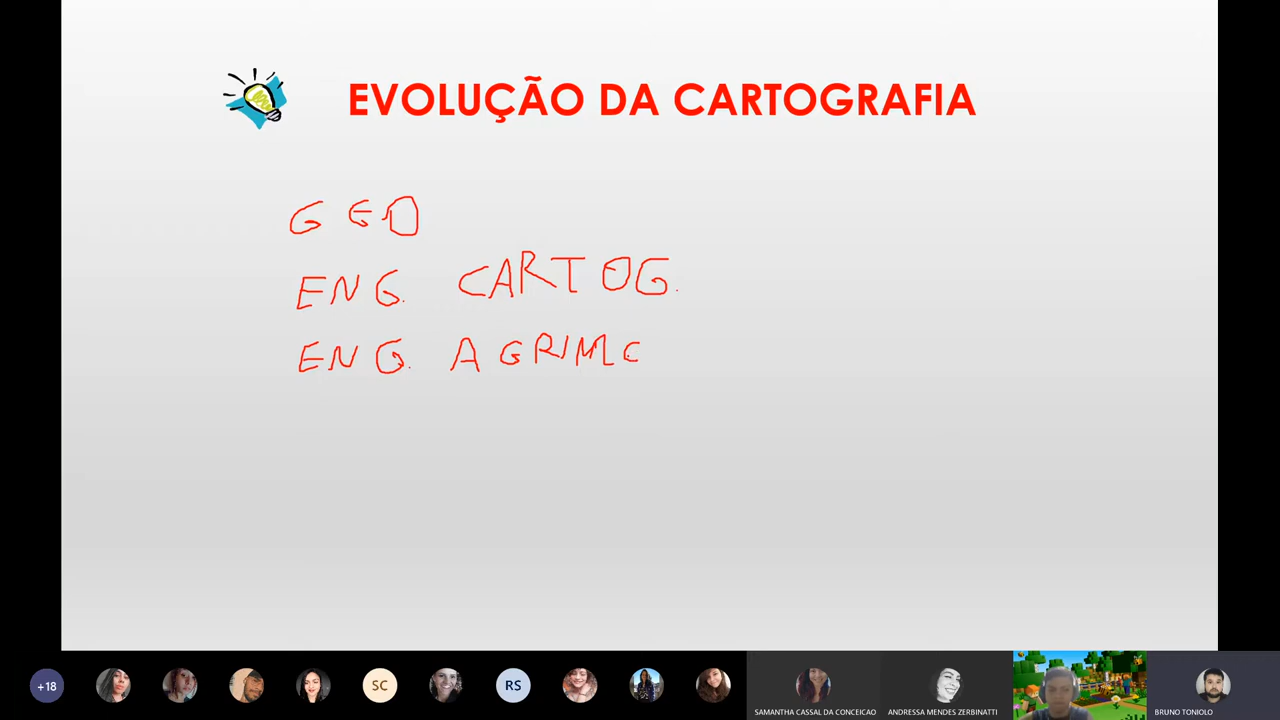 EVOLUÇÃO DA CARTOGRAFIA
GEO
ENG. CARTOG.
ENG. AGRIMC
+18
SC
RS
SAMANTHA CASSAL DA CONCEICAO
ANDRESSA MENDES ZERBINATTI
BRUNO TONIOLO